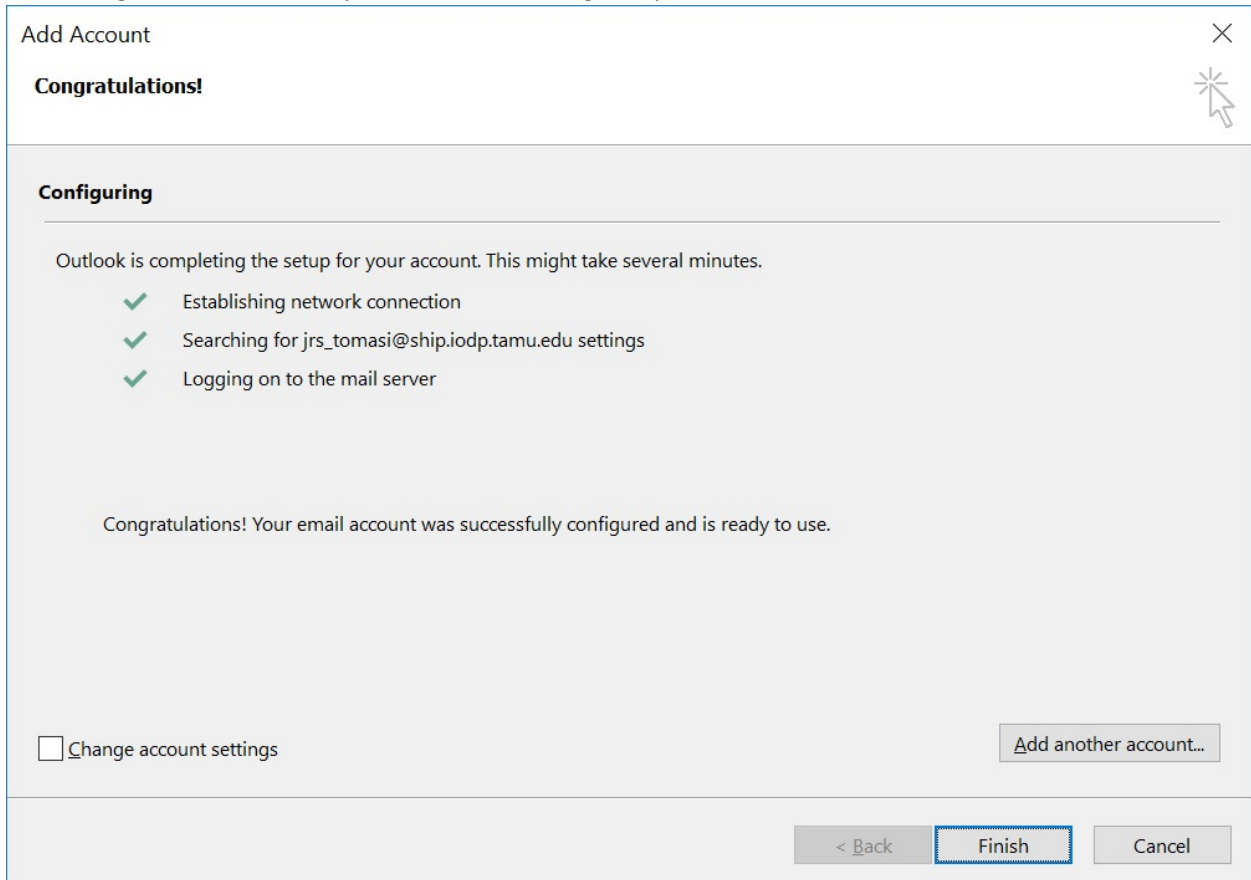 Add Account
Congratulations!
Configuring
Outlook is completing the setup for your account. This might take several minutes.
Establishing network connection
Searching for jrs_tomasi@ship.iodp.tamu.edu settings
Logging on to the mail server
Congratulations! Your email account was successfully configured and is ready to use.
Change account settings
Add another account...
< Back
Finish
Cancel